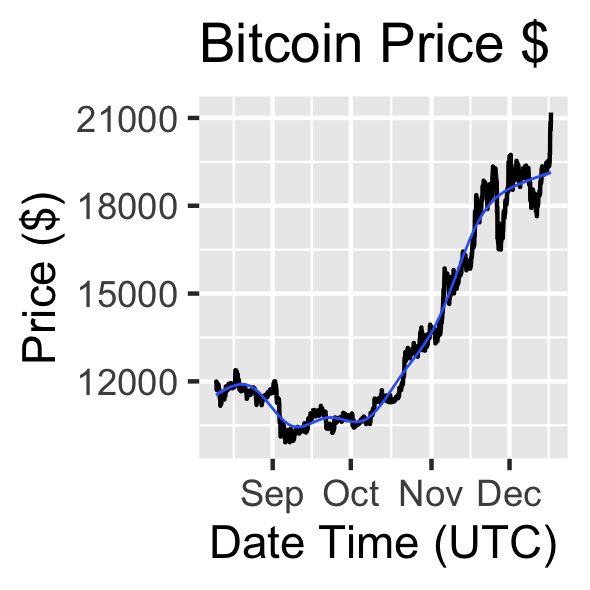 Bitcoin Price $
21000
18000
15000
12000
Price ($)
Sep Oct Nov Dec
Date Time (UTC)